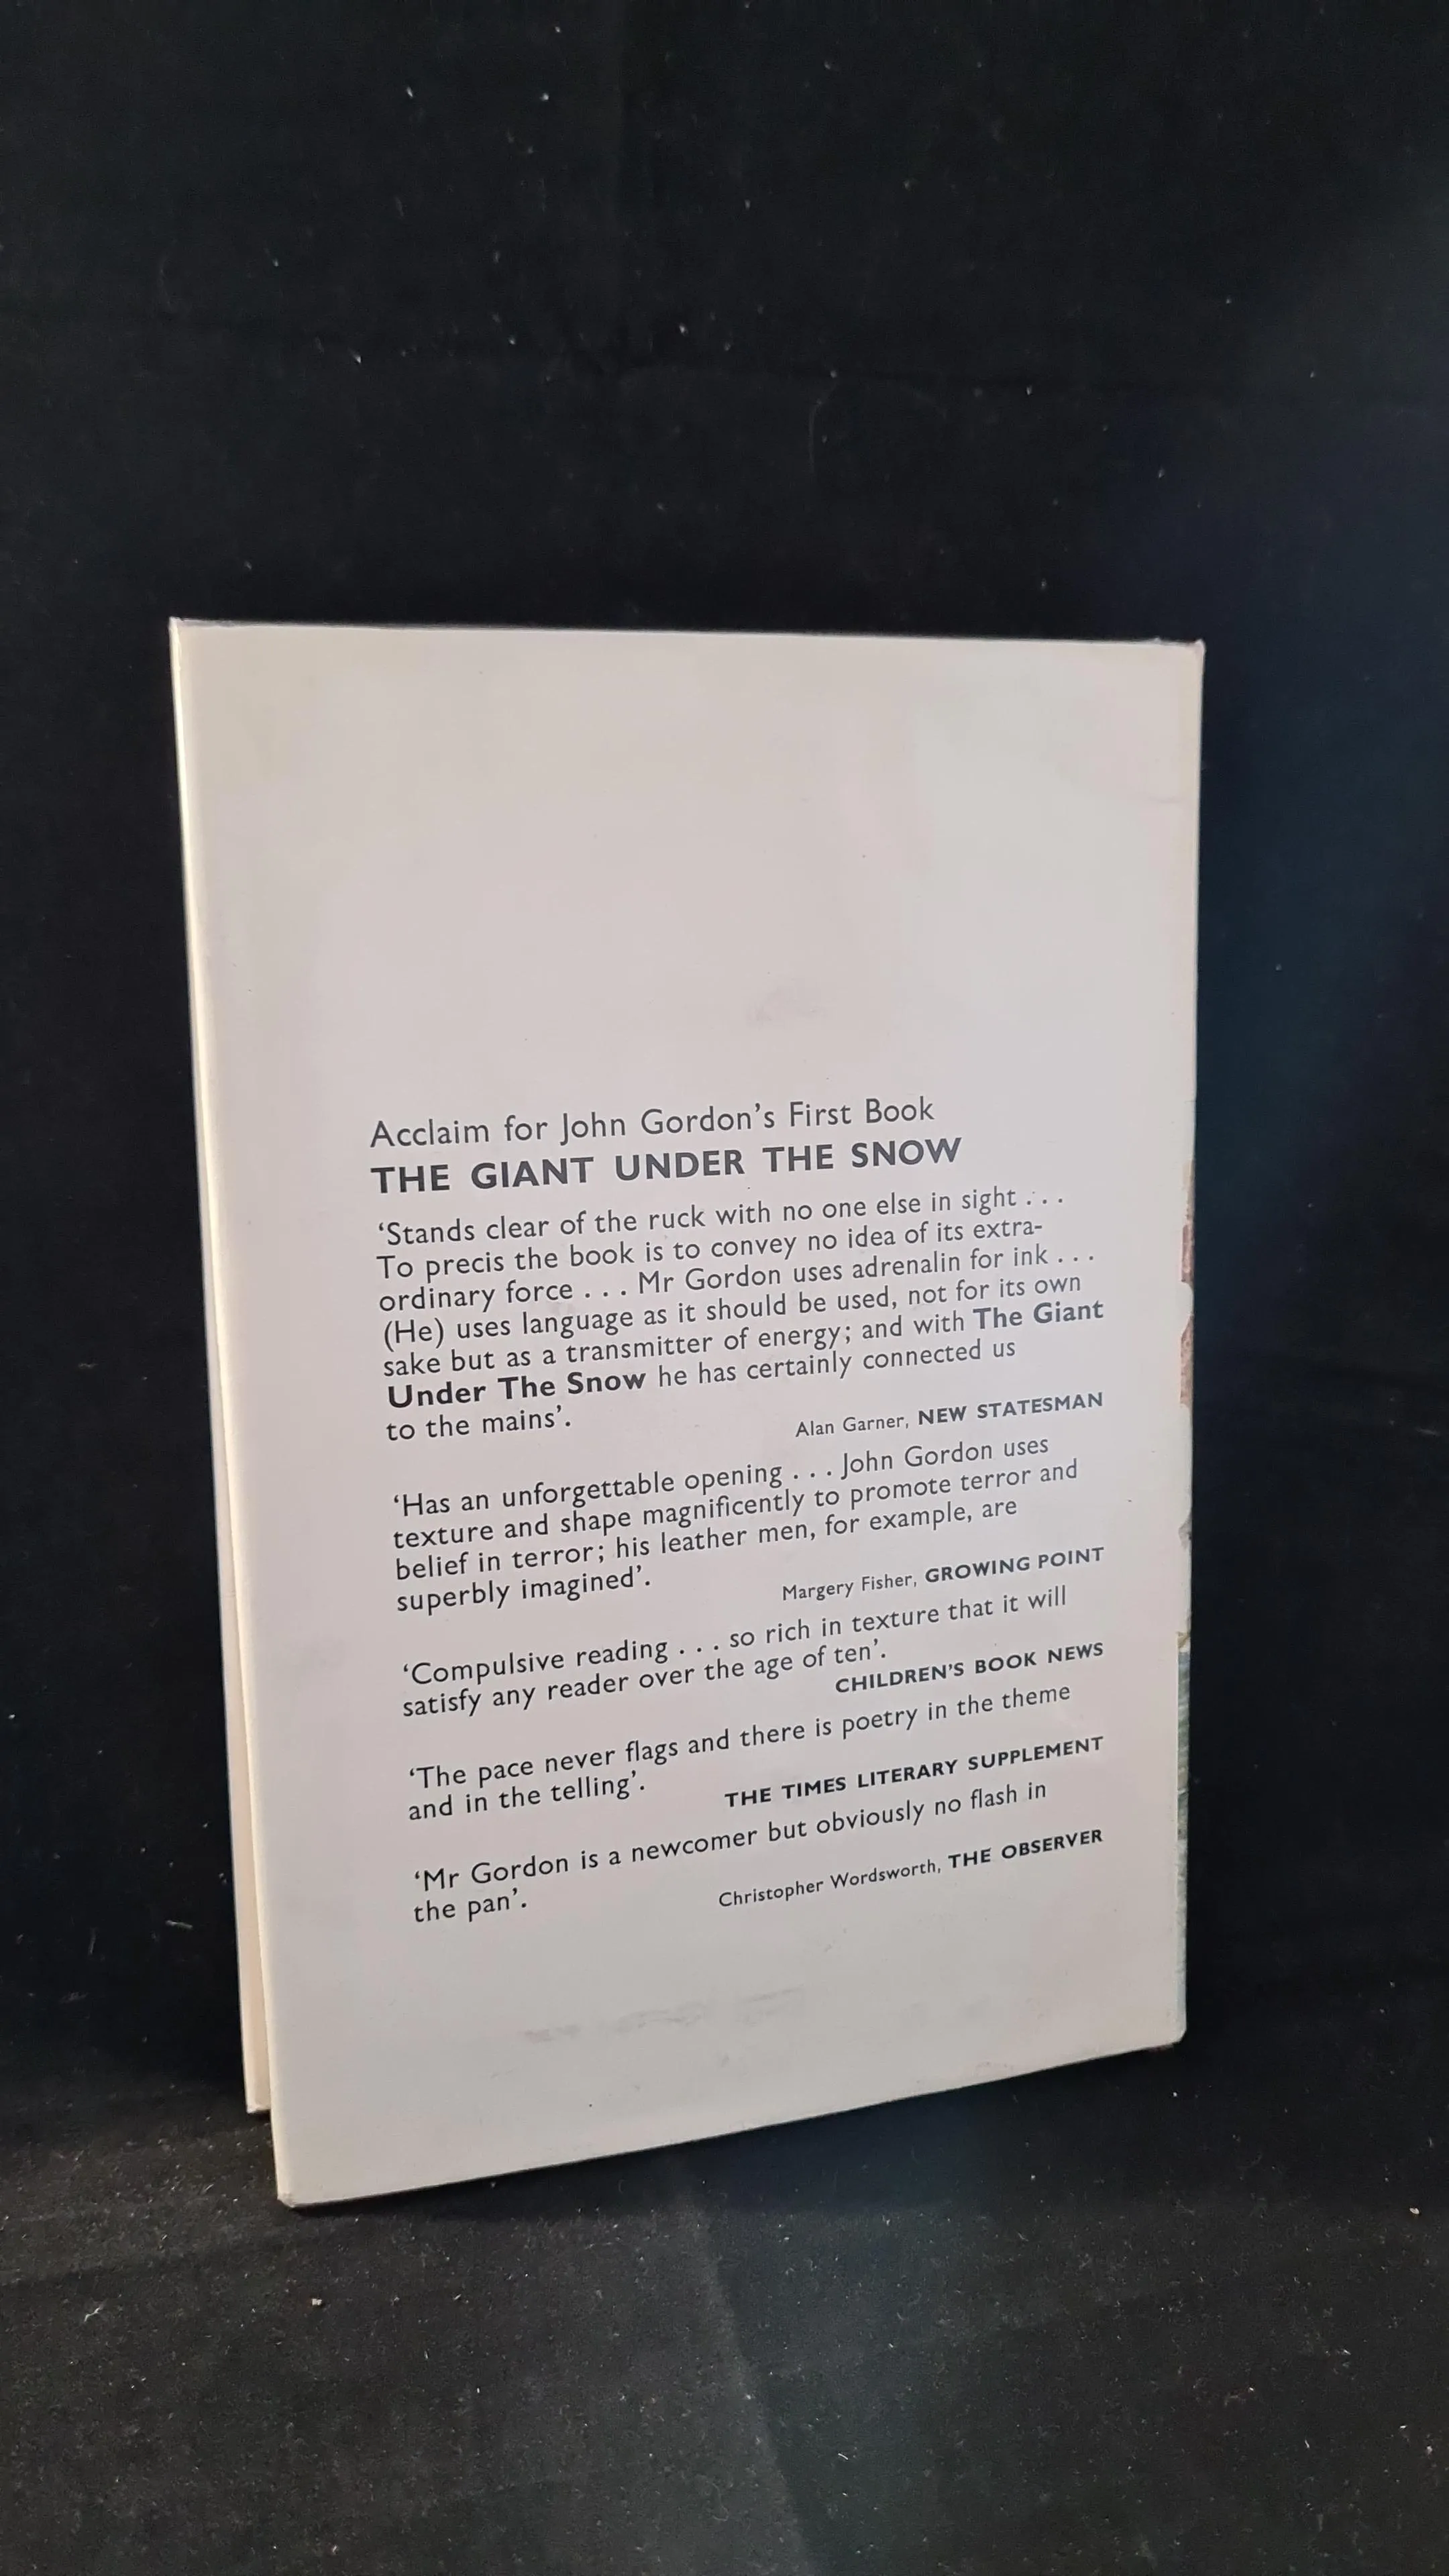 Acclaim for John Gordon's First Book
THE GIANT UNDER THE SNOW
‘Stands clear of the ruck with no one else in sight . . .
To precis the book is to convey no idea of its extra-
ordinary force . . . Mr Gordon uses adrenalin for ink . . .
(He) uses language as it should be used, not for its own
sake but as a transmitter of energy; and with The Giant
Under The Snow he has certainly connected us
to the mains’.
Alan Garner, NEW STATESMAN
‘Has an unforgettable opening . . . John Gordon uses
texture and shape magnificently to promote terror and
belief in terror; his leather men, for example, are
superbly imagined’.
Margery Fisher, GROWING POINT
‘Compulsive reading . . . so rich in texture that it will
satisfy any reader over the age of ten’.
CHILDREN'S BOOK NEWS
‘The pace never flags and there is poetry in the theme
and in the telling’.
THE TIMES LITERARY SUPPLEMENT
‘Mr Gordon is a newcomer but obviously no flash in
the pan’.
Christopher Wordsworth, THE OBSERVER